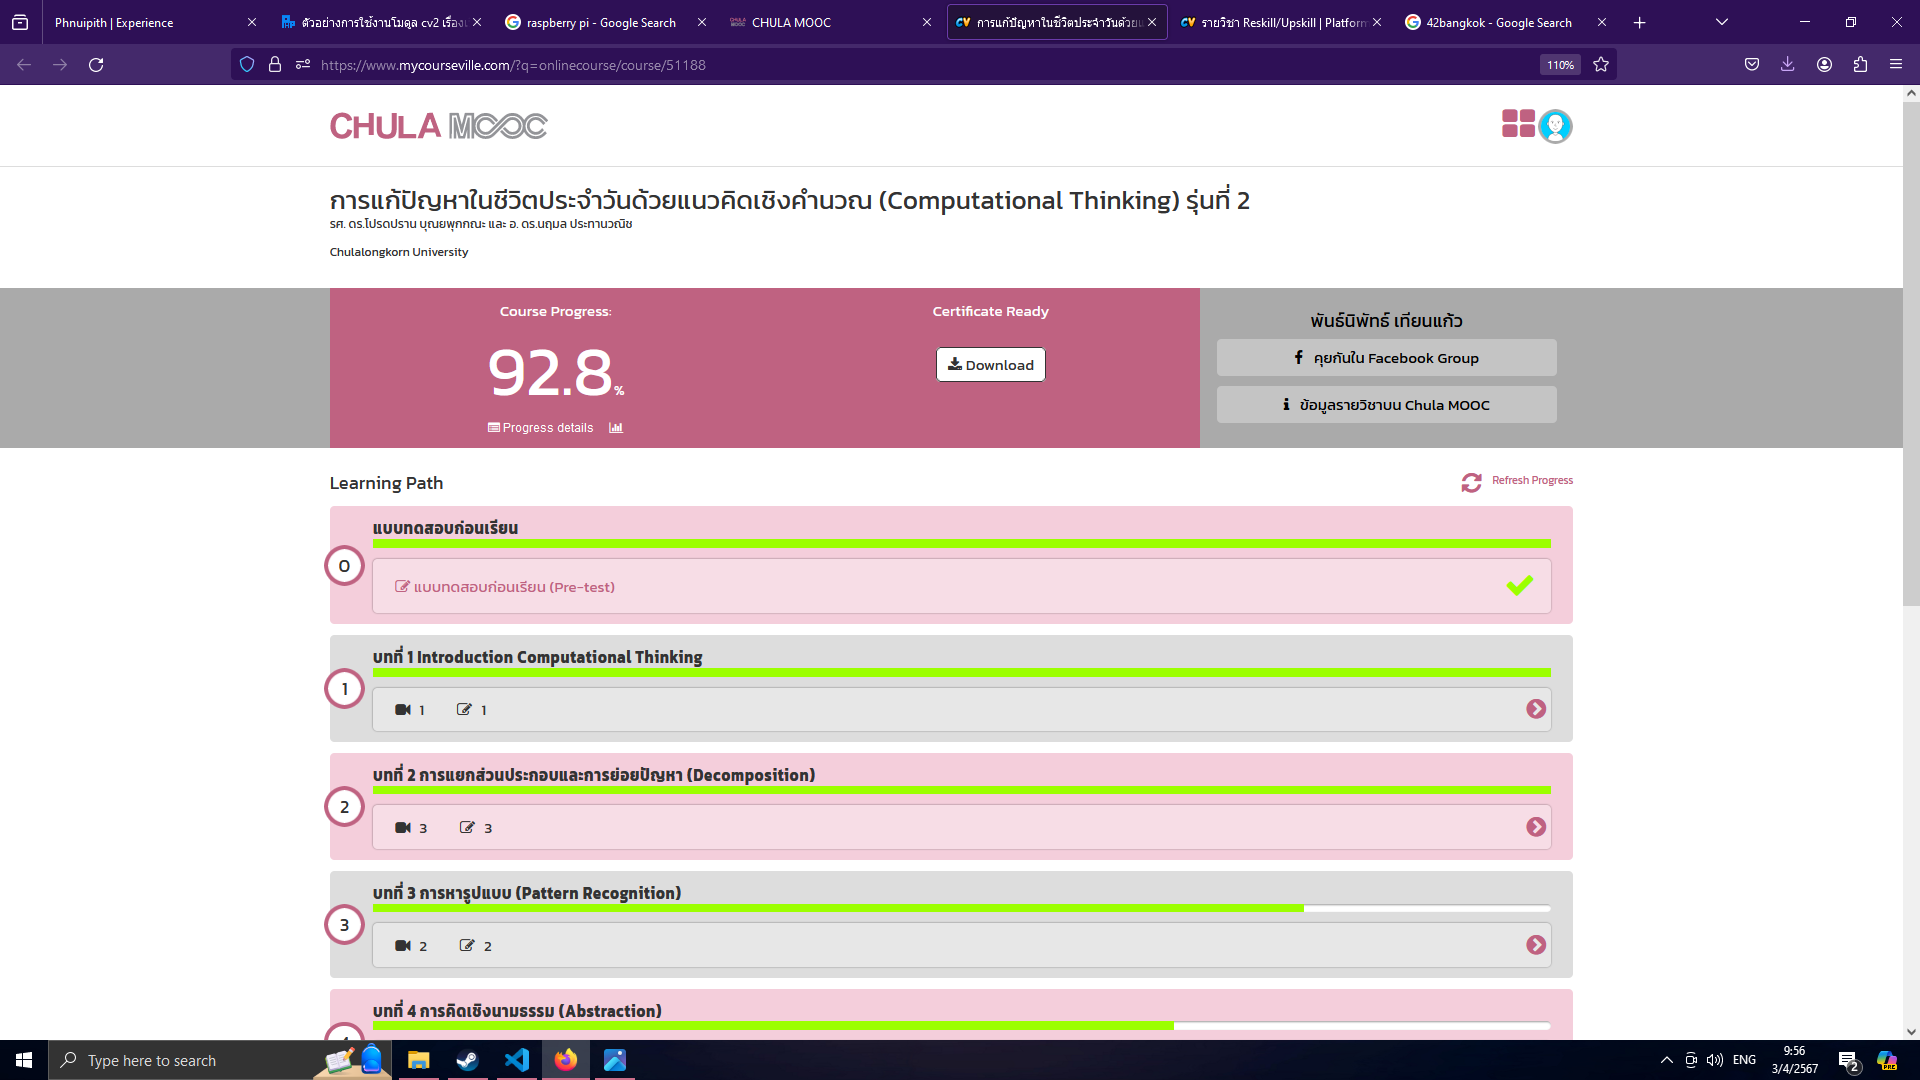 Phnuipith | Experience
ตัวอย่างการใช้งานโมดูล cv2 เรื่อง
raspberry pi - Google Search
CHULA MOOC
การแก้ปัญหาในชีวิตประจำวันด้วยแ
รายวิชา Reskill/Upskill | Platform
42bangkok - Google Search
https://www.mycourseville.com/?q=onlinecourse/course/51188
110%
CHULA MOOC
การแก้ปัญหาในชีวิตประจำวันด้วยแนวคิดเชิงคำนวณ (Computational Thinking) รุ่นที่ 2
รศ. ดร.โปรดปราน บุณยพุกกณะ และ อ. ดร.นฤมล ประทานวณิช
Chulalongkorn University
Course Progress:
92.8%
Progress details
Certificate Ready
Download
พันธ์นิพัทธ์ เทียนแก้ว
คุยกันใน Facebook Group
ข้อมูลรายวิชาบน Chula MOOC
Learning Path
Refresh Progress
แบบทดสอบก่อนเรียน
0
แบบทดสอบก่อนเรียน (Pre-test)
บทที่ 1 Introduction Computational Thinking
1
1 1
บทที่ 2 การแยกส่วนประกอบและการย่อยปัญหา (Decomposition)
2
3 3
บทที่ 3 การหารูปแบบ (Pattern Recognition)
3
2 2
บทที่ 4 การคิดเชิงนามธรรม (Abstraction)
Type here to search
ENG
9:56
3/4/2567
2
PRE